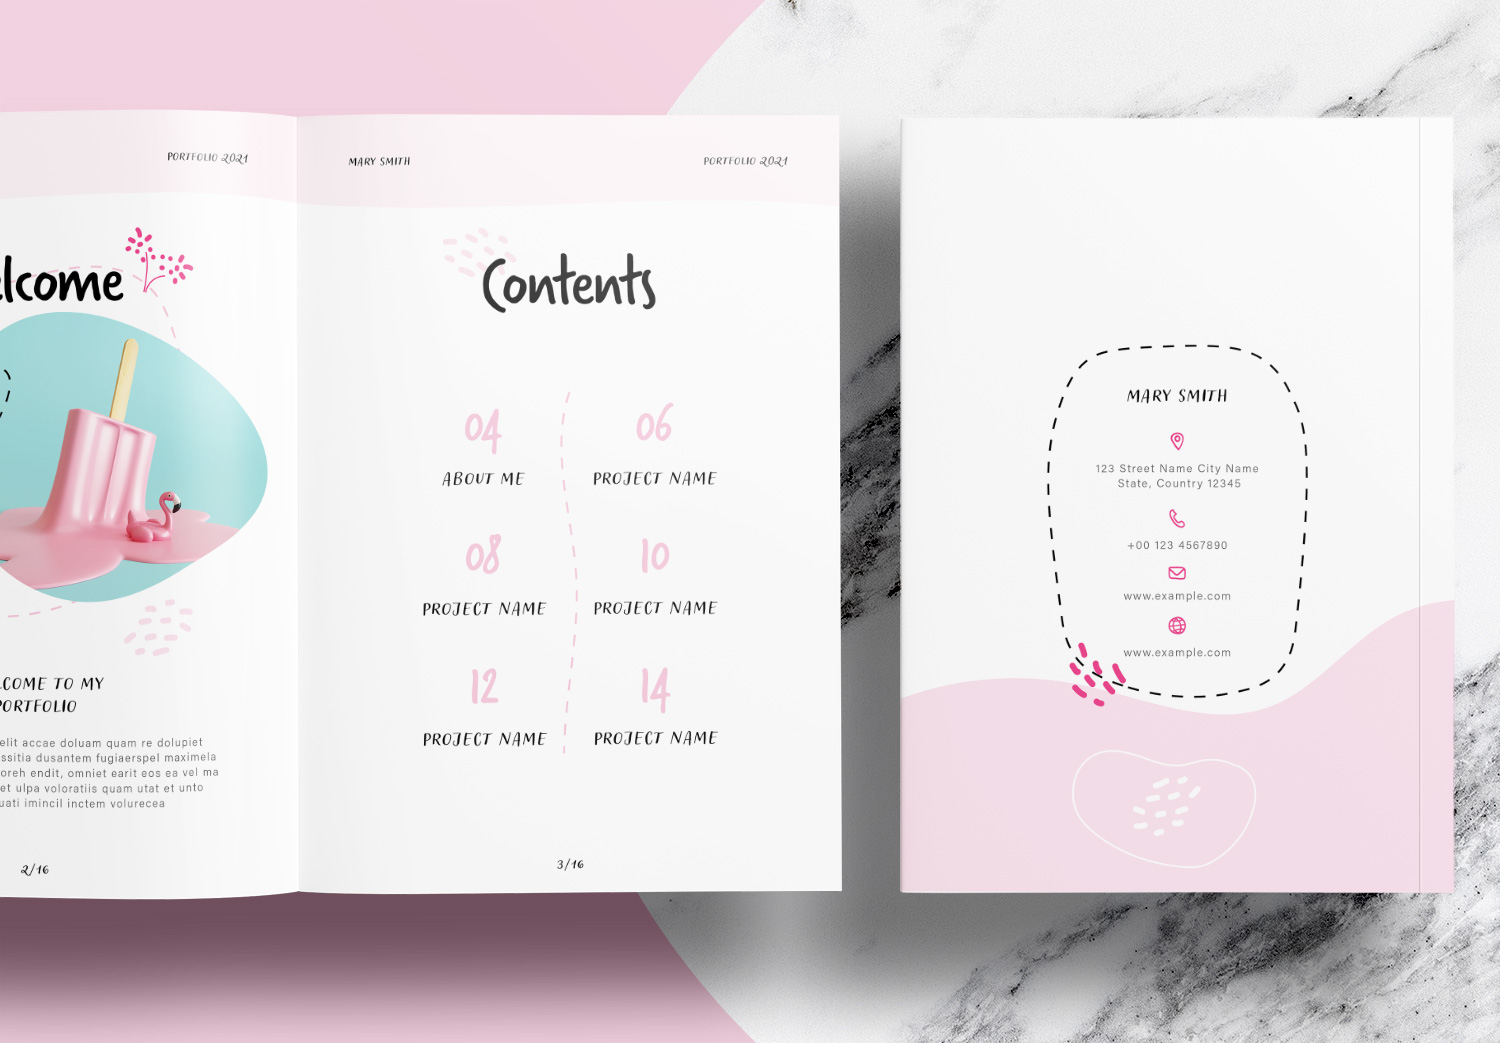 PORTFOLIO 2021
elcome
LCOME TO MY
PORTFOLIO
elit accae doluam quam re dolupiet
ssitia dusantem fugiaerspel maximela
oreh endit, omniet earit eos ea vel ma
et ulpa voloratiis quam utat et unto
uati imincil inctem volurecea
2/16
MARY SMITH
PORTFOLIO 2021
Contents
04
ABOUT ME
06
PROJECT NAME
08
PROJECT NAME
10
PROJECT NAME
12
PROJECT NAME
14
PROJECT NAME
3/16
MARY SMITH
123 Street Name City Name
State, Country 12345
+00 123 4567890
www.example.com
www.example.com